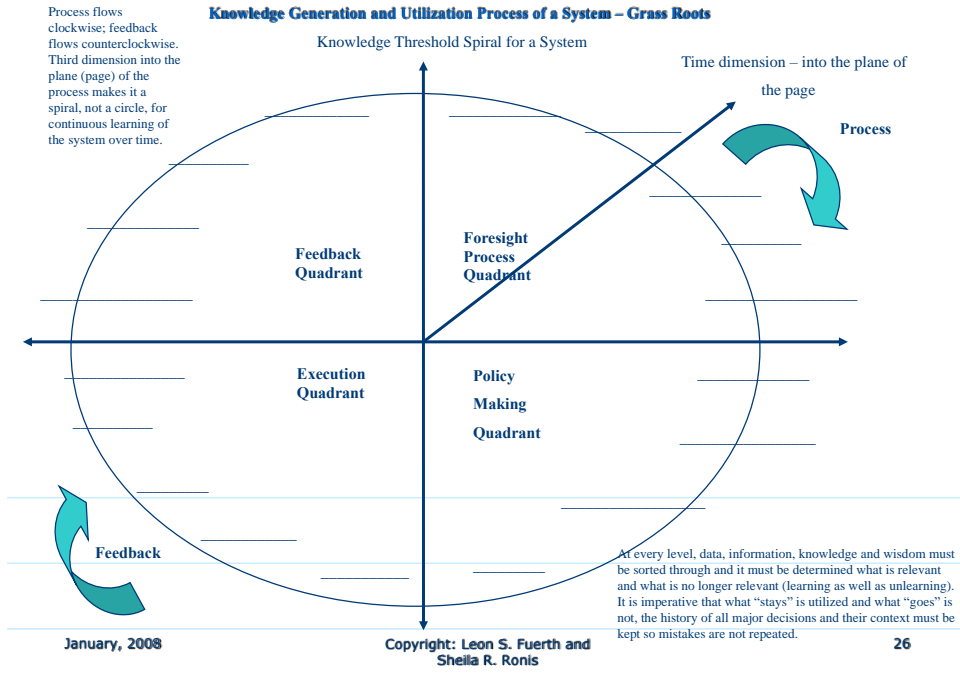 Process flows
clockwise; feedback
flows counterclockwise.
Third dimension into the
plane (page) of the
process makes it a
spiral, not a circle, for
continuous learning of
the system over time.
Knowledge Generation and Utilization Process of a System – Grass Roots
Knowledge Threshold Spiral for a System
Time dimension – into the plane of
the page
Process
Feedback
Quadrant
Foresight
Process
Quadrant
Execution
Quadrant
Policy
Making
Quadrant
Feedback
At every level, data, information, knowledge and wisdom must
be sorted through and it must be determined what is relevant
and what is no longer relevant (learning as well as unlearning).
It is imperative that what “stays” is utilized and what “goes” is
not, the history of all major decisions and their context must be
kept so mistakes are not repeated.
January, 2008
Copyright: Leon S. Fuerth and
Sheila R. Ronis
26